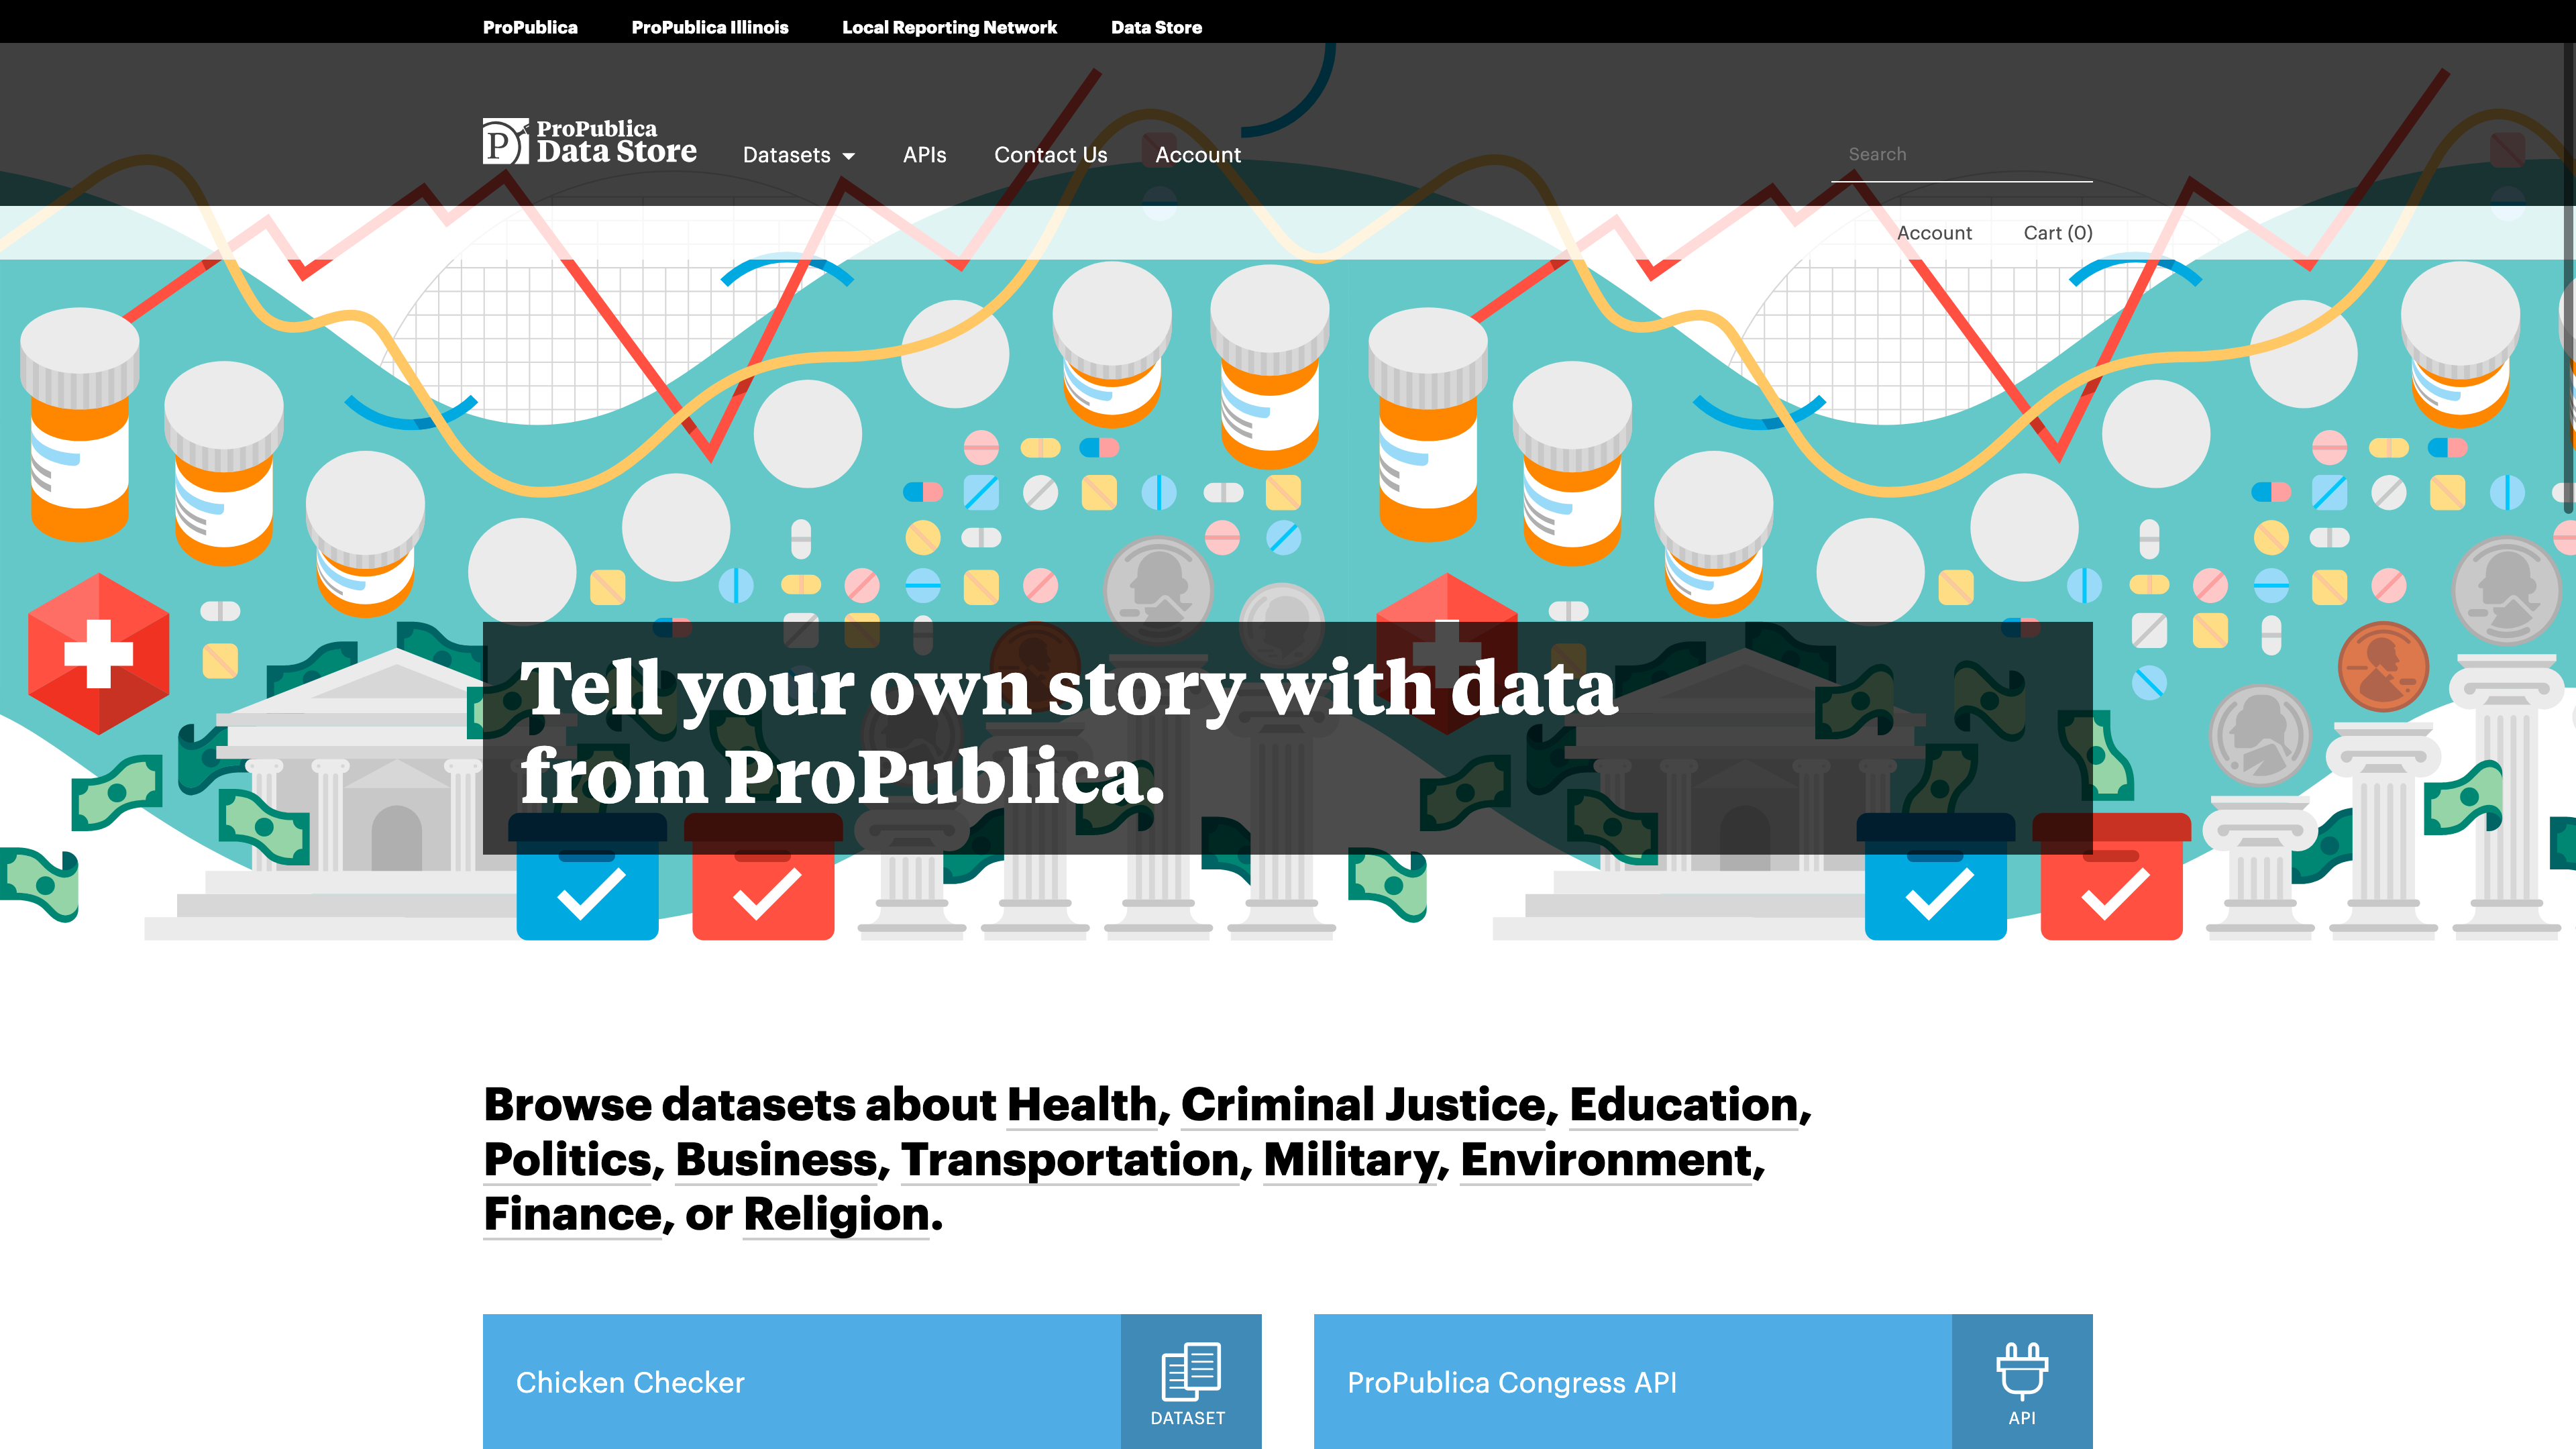 ProPublica ProPublica Illinois Local Reporting Network Data Store
P ProPublica
Data Store
Datasets APIs Contact Us Account
Search
Account Cart (0)
Tell your own story with data
from ProPublica.
Browse datasets about Health, Criminal Justice, Education,
Politics, Business, Transportation, Military, Environment,
Finance, or Religion.
Chicken Checker
DATASET
ProPublica Congress API
API